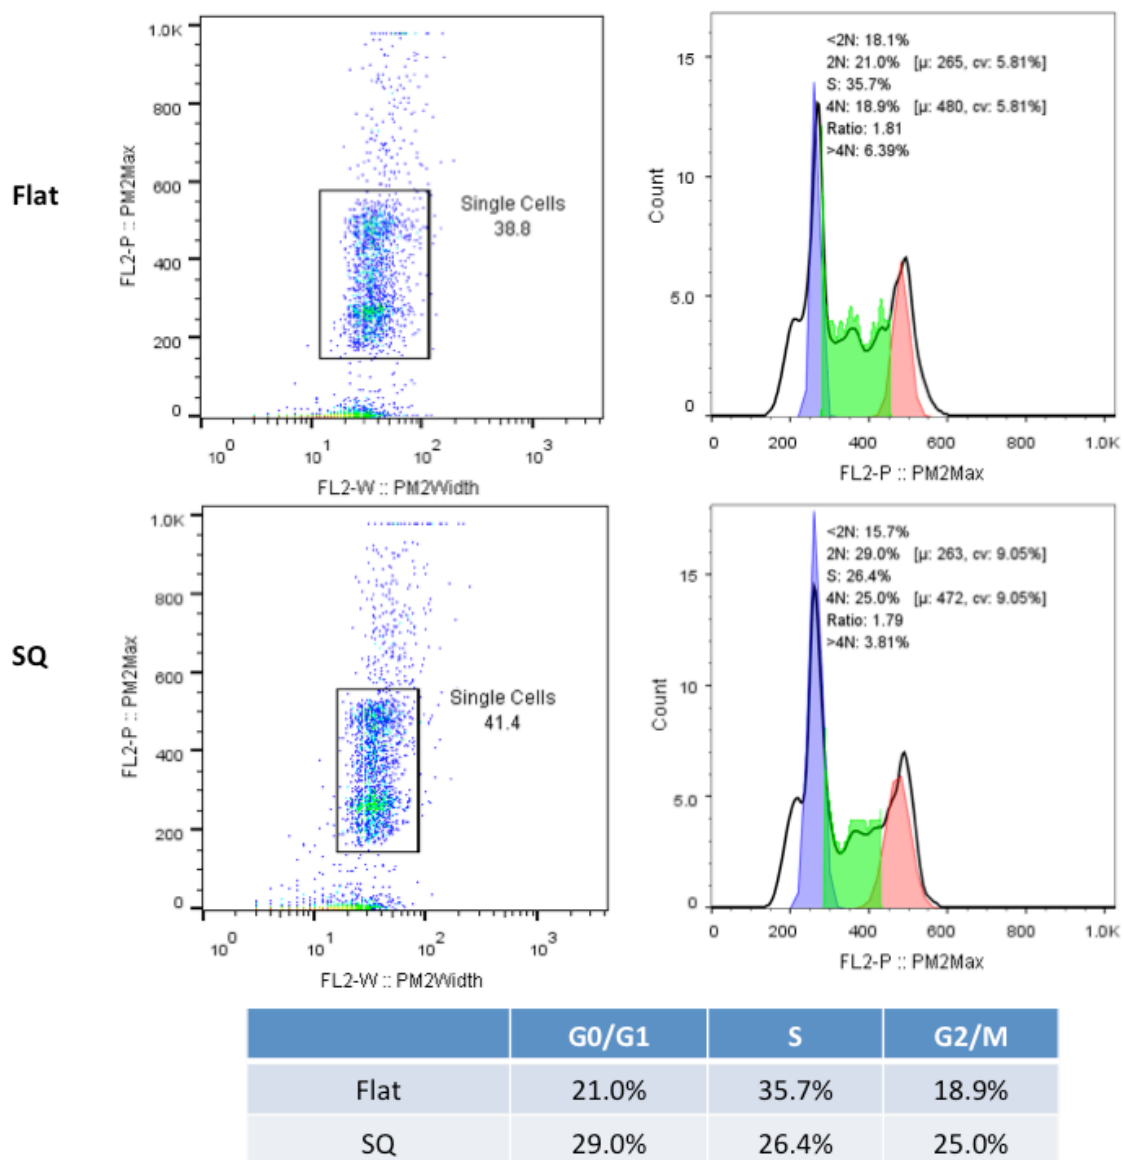 Flat
FL2-P :: PM2Max
1.0K
800
600
400
200
0
Single Cells
38.8
10^0 10^1 10^2 10^3
FL2-W :: PM2Width
Count
15
10
5.0
0
<2N: 18.1%
2N: 21.0% [µ: 265, cv: 5.81%]
S: 35.7%
4N: 18.9% [µ: 480, cv: 5.81%]
Ratio: 1.81
>4N: 6.39%
0 200 400 600 800 1.0K
FL2-P :: PM2Max
SQ
FL2-P :: PM2Max
1.0K
800
600
400
200
0
Single Cells
41.4
10^0 10^1 10^2 10^3
FL2-W :: PM2Width
Count
15
10
5.0
0
<2N: 15.7%
2N: 29.0% [µ: 263, cv: 9.05%]
S: 26.4%
4N: 25.0% [µ: 472, cv: 9.05%]
Ratio: 1.79
>4N: 3.81%
0 200 400 600 800 1.0K
FL2-P :: PM2Max
G0/G1 S G2/M
Flat 21.0% 35.7% 18.9%
SQ 29.0% 26.4% 25.0%